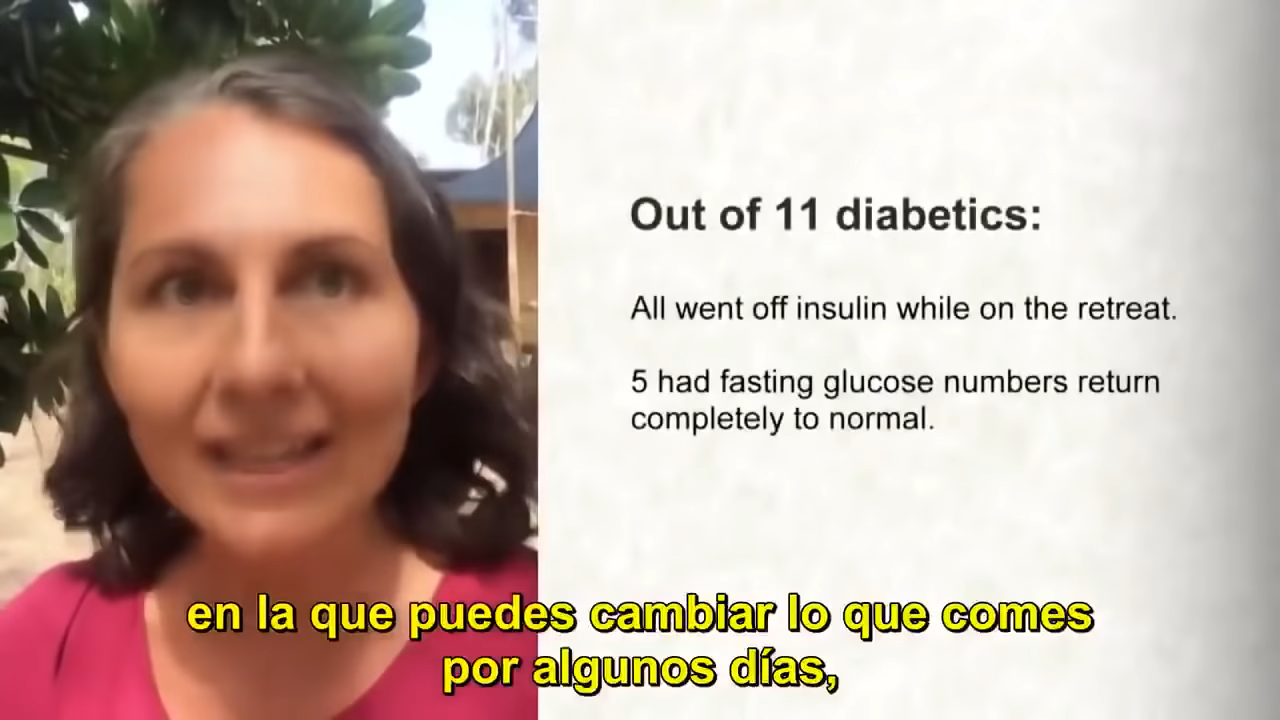 Out of 11 diabetics:
All went off insulin while on the retreat.
5 had fasting glucose numbers return
completely to normal.
en la que puedes cambiar lo que comes
por algunos días,